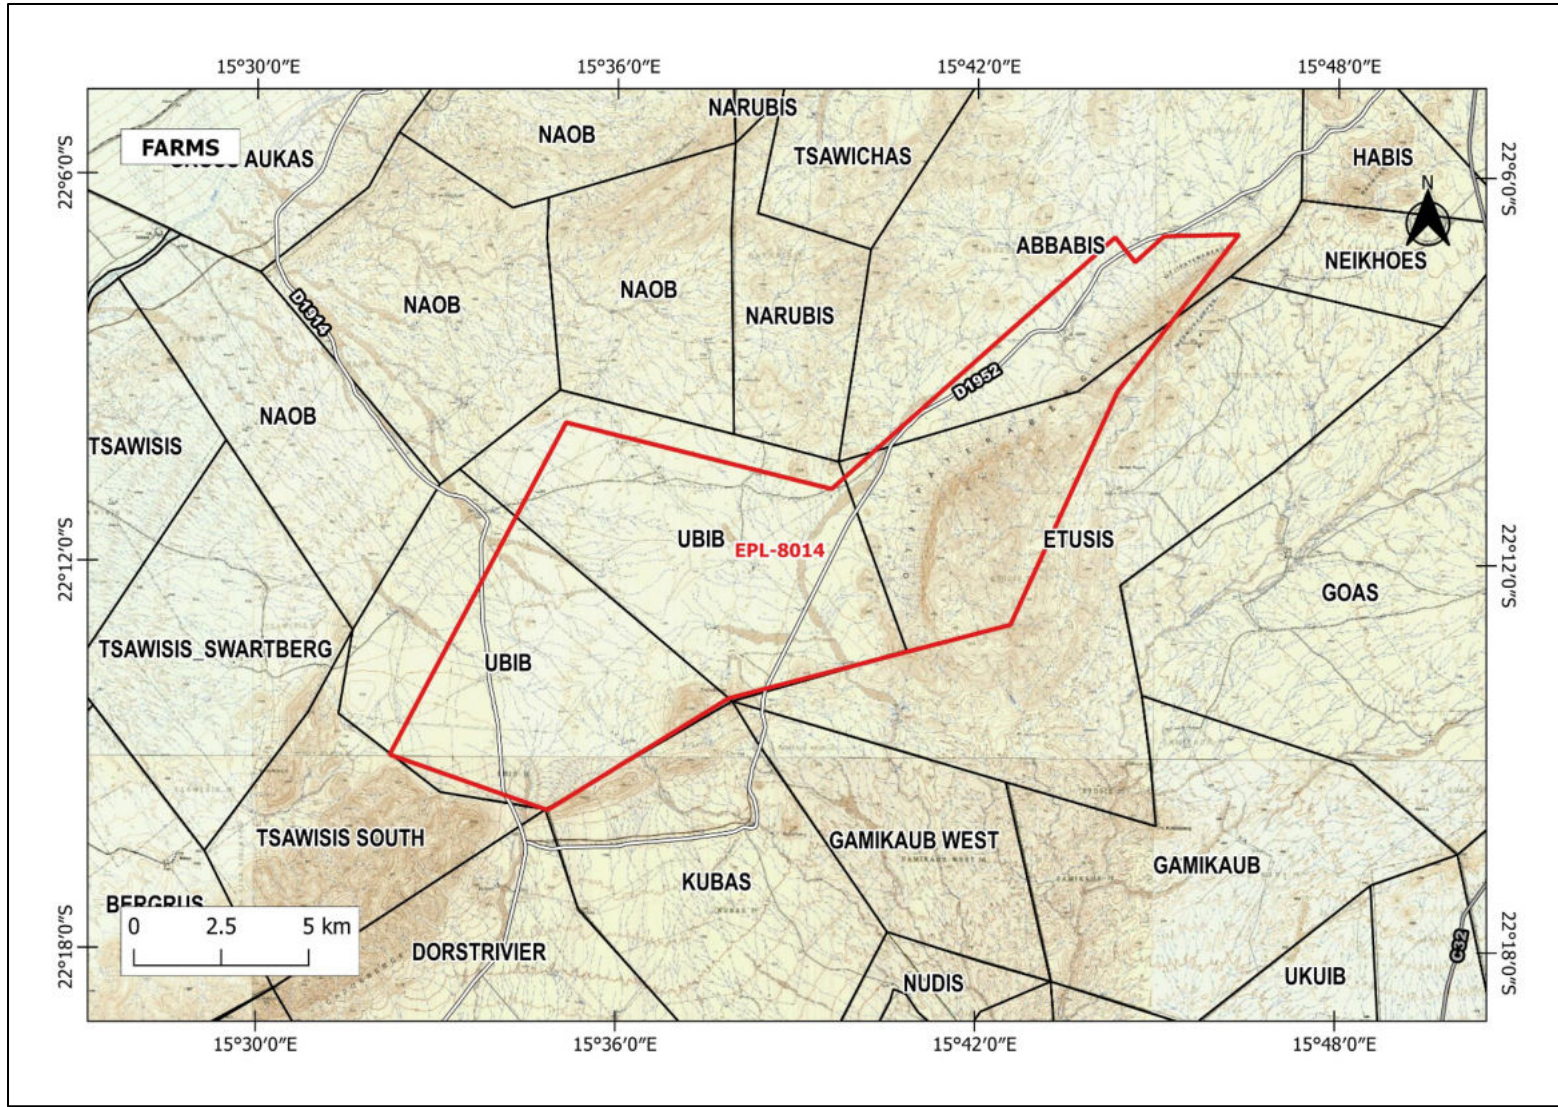 15°30′0″E 15°36′0″E 15°42′0″E 15°48′0″E
NARUBIS
NAOB
FARMS
AUKAS
TSAWICHAS
HABIS
22°6′0″S
22°6′0″S
N
ABBABIS
NEIKHOES
NAOB
NAOB
NARUBIS
D1914
D1952
NAOB
TSAWISIS
UBIB
EPL-8014
ETUSIS
22°12′0″S
22°12′0″S
GOAS
TSAWISIS_SWARTBERG
UBIB
TSAWISIS SOUTH
GAMIKAUB WEST
GAMIKAUB WEST
GAMIKAUB
KUBAS
BERGRUS
0 2.5 5 km
DORSTRIVIER
NUDIS
UKUIB
C32
22°18′0″S
22°18′0″S
15°30′0″E 15°36′0″E 15°42′0″E 15°48′0″E